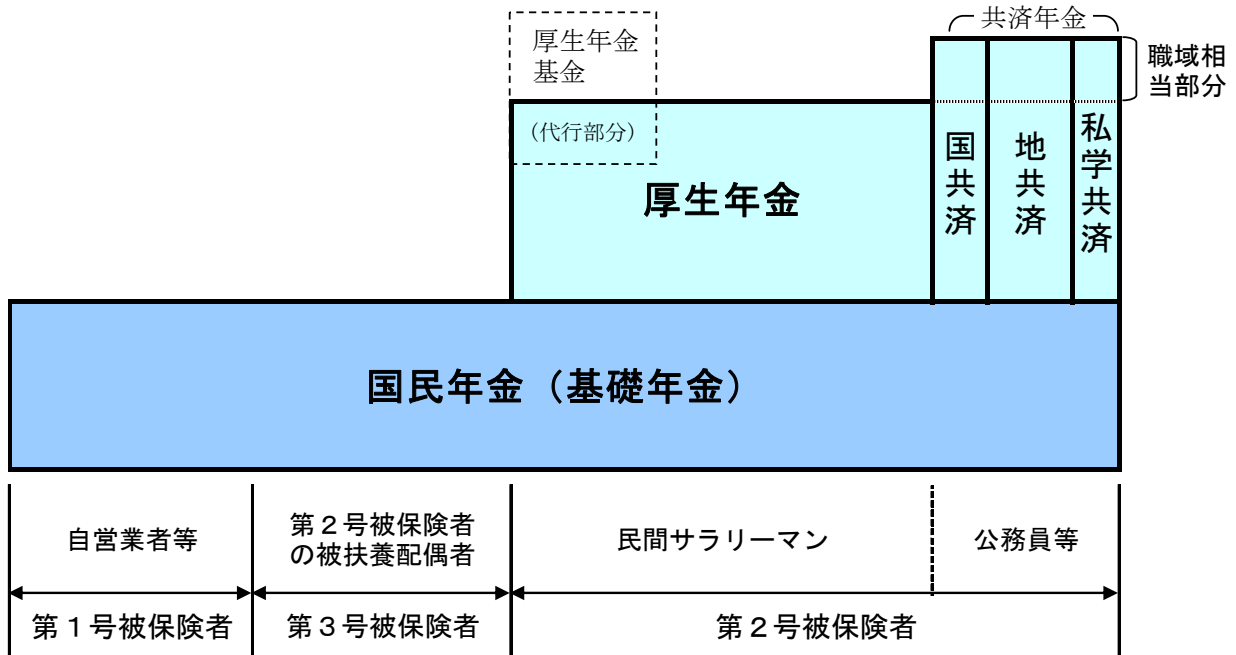 共済年金
厚生年金
基金
職域相
当部分
(代行部分)
厚生年金
国共済
地共済
私学共済
国民年金（基礎年金）
自営業者等
第２号被保険者
の被扶養配偶者
民間サラリーマン
公務員等
第１号被保険者
第３号被保険者
第２号被保険者